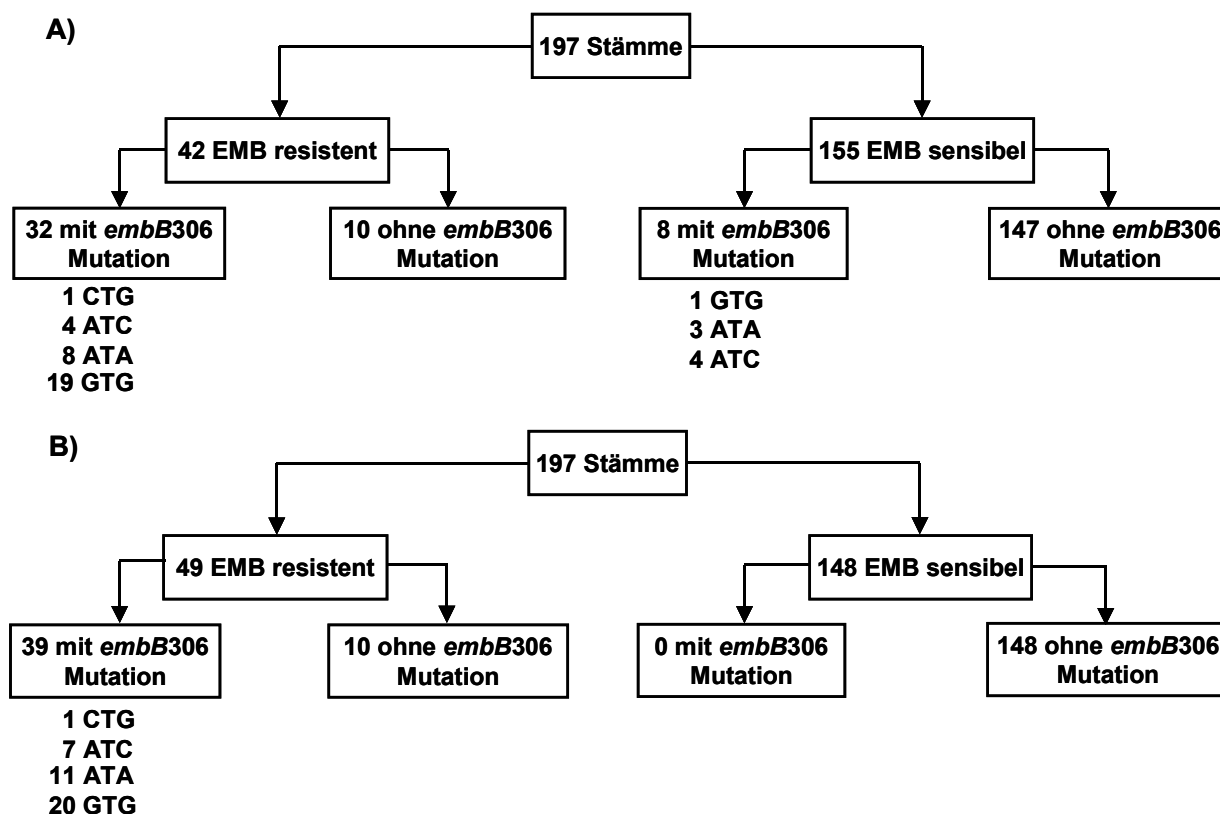 A)
197 Stämme
42 EMB resistent
155 EMB sensibel
32 mit embB306
Mutation
10 ohne embB306
Mutation
8 mit embB306
Mutation
147 ohne embB306
Mutation
1 CTG
4 ATC
8 ATA
19 GTG
1 GTG
3 ATA
4 ATC
B)
197 Stämme
49 EMB resistent
148 EMB sensibel
39 mit embB306
Mutation
10 ohne embB306
Mutation
0 mit embB306
Mutation
148 ohne embB306
Mutation
1 CTG
7 ATC
11 ATA
20 GTG